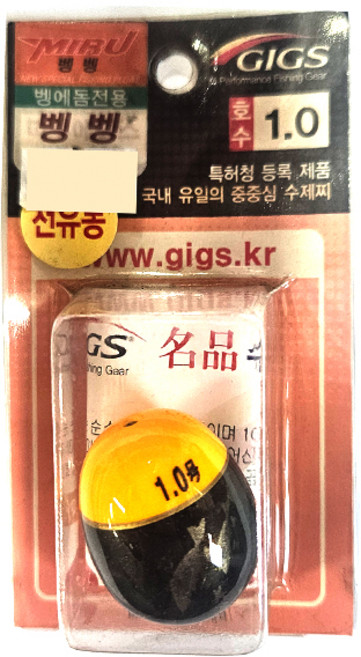 MIRU
벵벵
벵에돔전용
벵벵
선유동
GIGS
Performance Fishing Gear
호수 1.0
특허청 등록 제품
국내 유일의 중중심 수제찌
www.gigs.kr
GS
Gear
名品
1.0号